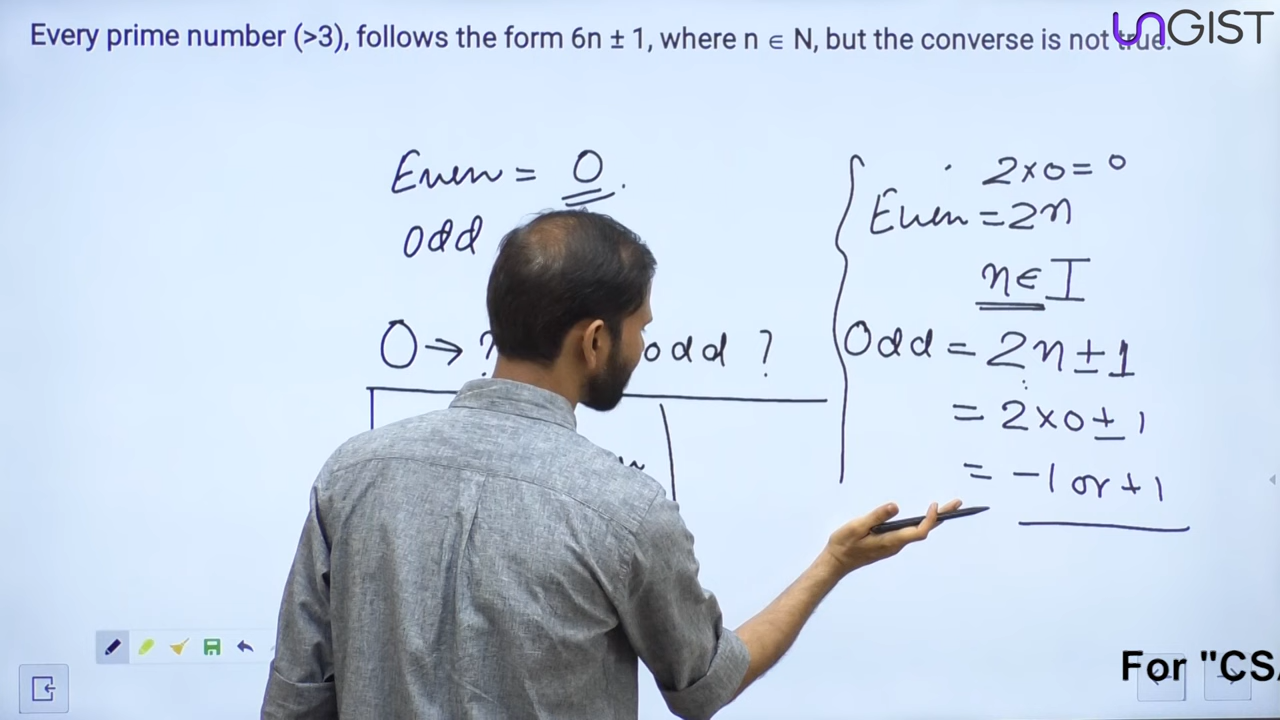 Every prime number (>3), follows the form 6n ± 1, where n ∈ N, but the converse is not true.
UNGIST
Even = 0.
odd
0 → ? odd ?
2×0=0
Even = 2n
n∈I
Odd = 2n±1
= 2×0±1
= -1 or +1
For "CSA